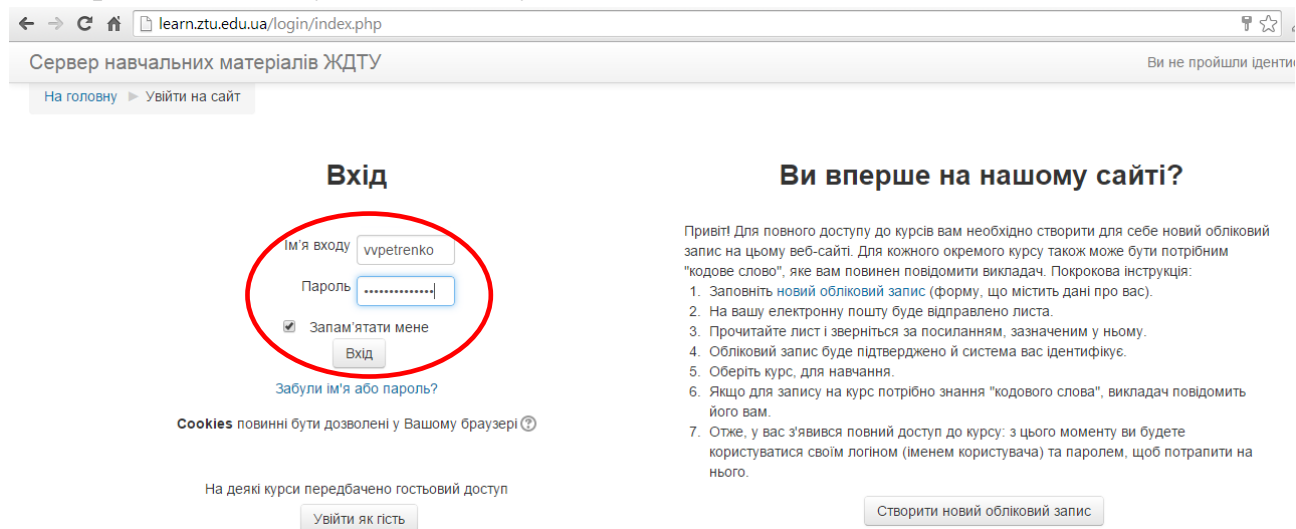 learn.ztu.edu.ua/login/index.php
Сервер навчальних матеріалів ЖДТУ
Ви не пройшли
На головну ► Увійти на сайт
Вхід
Ім'я входу vvpetrenko
Пароль ••••••••••••••
Запам'ятати мене
Вхід
Забули ім'я або пароль?
Cookies повинні бути дозволені у Вашому браузері
На деякі курси передбачено гостьовий доступ
Увійти як гість
Ви вперше на нашому сайті?
Привіт! Для повного доступу до курсів вам необхідно створити для себе новий обліковий
запис на цьому веб-сайті. Для кожного окремого курсу також може бути потрібним
"кодове слово", яке вам повинен повідомити викладач. Покрокова інструкція:
1. Заповніть новий обліковий запис (форму, що містить дані про вас).
2. На вашу електронну пошту буде відправлено листа.
3. Прочитайте лист і зверніться за посиланням, зазначеним у ньому.
4. Обліковий запис буде підтверджено й система вас ідентифікує.
5. Оберіть курс, для навчання.
6. Якщо для запису на курс потрібно знання "кодового слова", викладач повідомить
його вам.
7. Отже, у вас з'явився повний доступ до курсу: з цього моменту ви будете
користуватися своїм логіном (іменем користувача) та паролем, щоб потрапити на
нього.
Створити новий обліковий запис